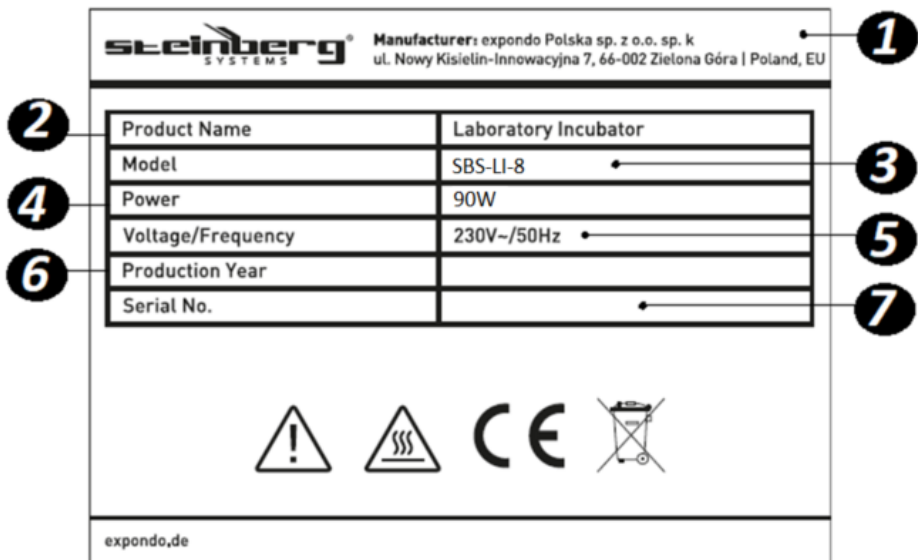 steinberg®
SYSTEMS
Manufacturer: expondo Polska sp. z o.o. sp. k
ul. Nowy Kisielin-Innowacyjna 7, 66-002 Zielona Góra | Poland, EU
1
2
Product Name Laboratory Incubator
Model SBS-LI-8
3
4
Power 90W
Voltage/Frequency 230V~/50Hz
5
6
Production Year
Serial No.
7
!
CE
expondo.de